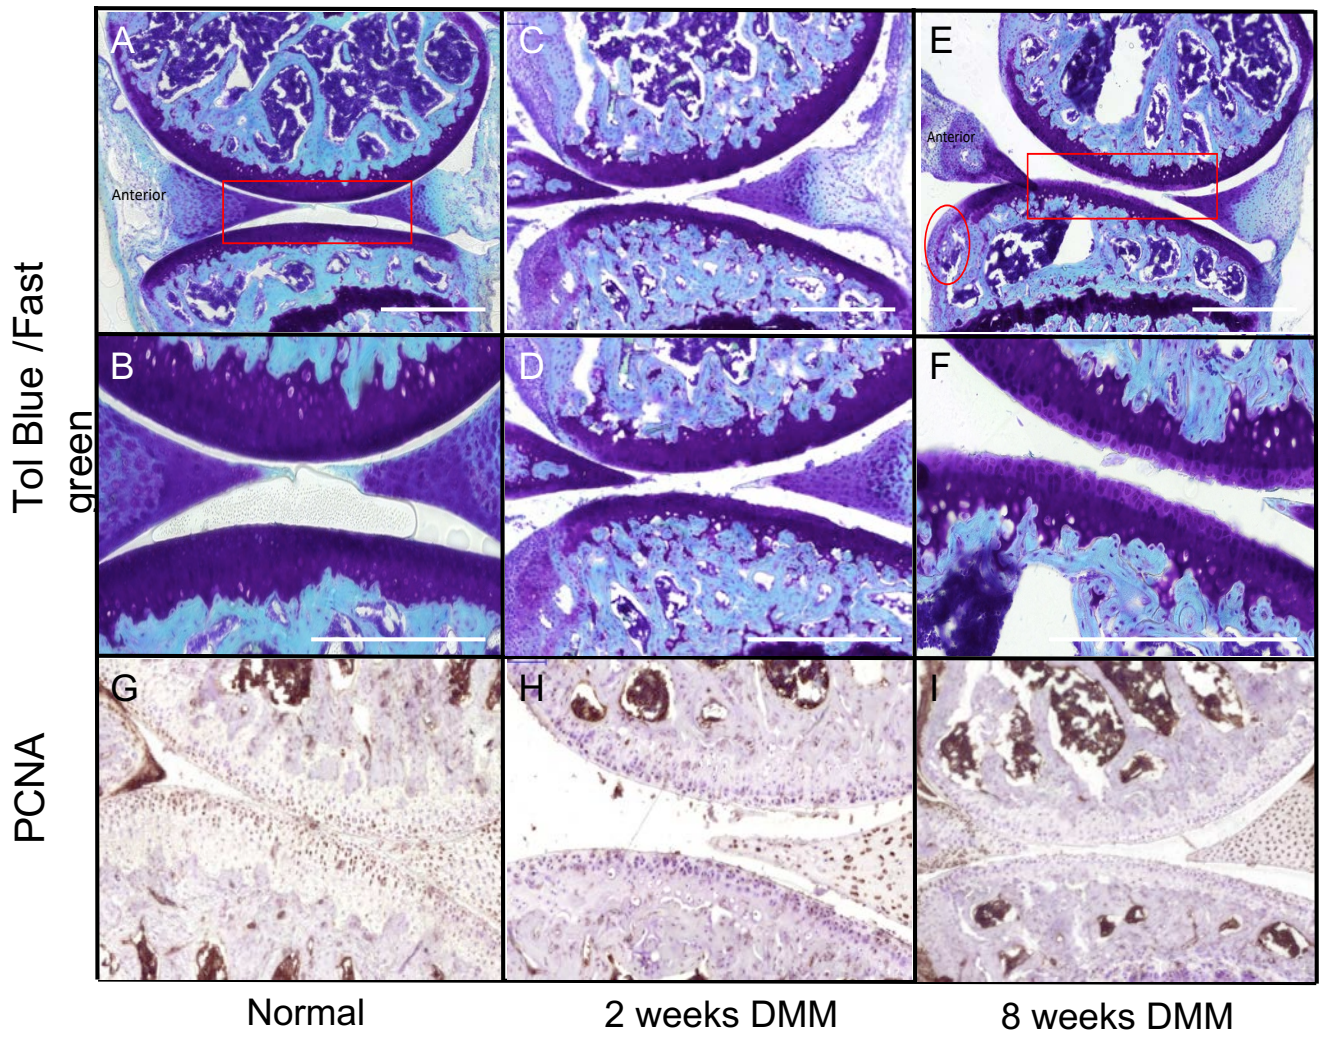 A
C
E
Anterior
Anterior
Tol Blue /Fast
green
B
D
F
G
H
I
PCNA
Normal
2 weeks DMM
8 weeks DMM